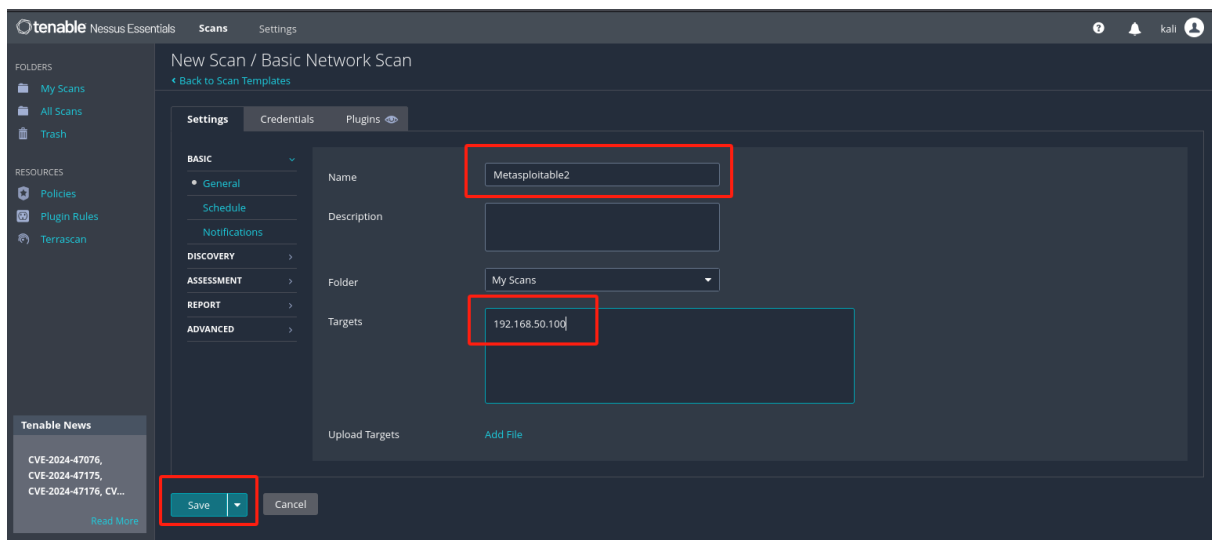 tenable Nessus Essentials Scans Settings kali
FOLDERS
My Scans
All Scans
Trash
RESOURCES
Policies
Plugin Rules
Terrascan
Tenable News
CVE-2024-47076,
CVE-2024-47175,
CVE-2024-47176, CV...
Read More
New Scan / Basic Network Scan
Back to Scan Templates
Settings Credentials Plugins
BASIC
General
Schedule
Notifications
DISCOVERY
ASSESSMENT
REPORT
ADVANCED
Name Metasploitable2
Description
Folder My Scans
Targets 192.168.50.100
Upload Targets Add File
Save Cancel